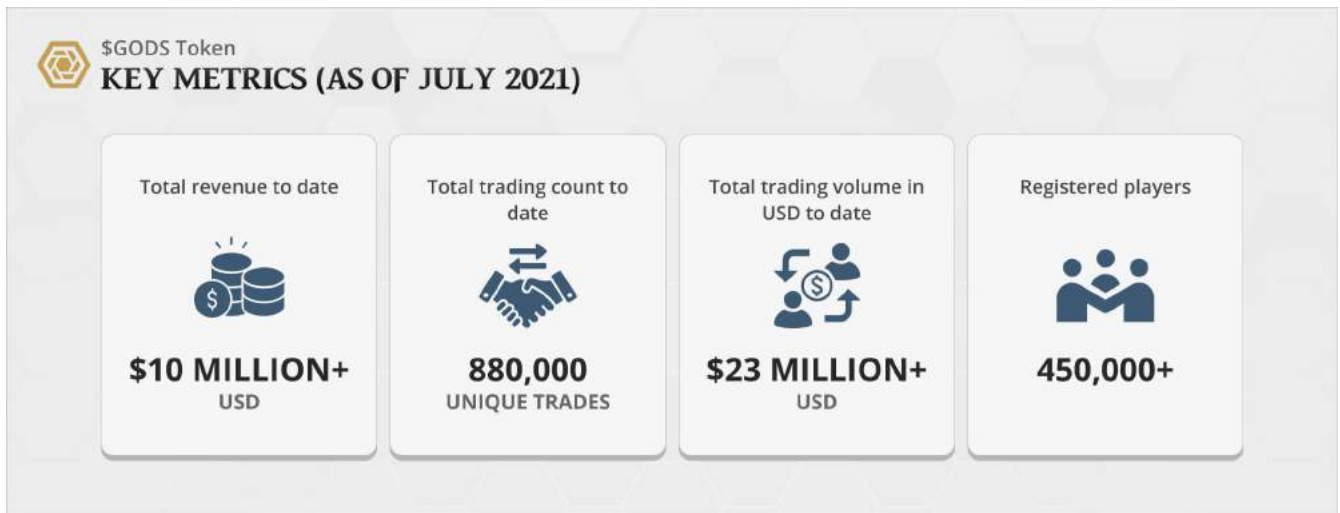 $GODS Token
KEY METRICS (AS OF JULY 2021)
Total revenue to date
$
$10 MILLION+
USD
Total trading count to
date
880,000
UNIQUE TRADES
Total trading volume in
USD to date
$
$23 MILLION+
USD
Registered players
450,000+